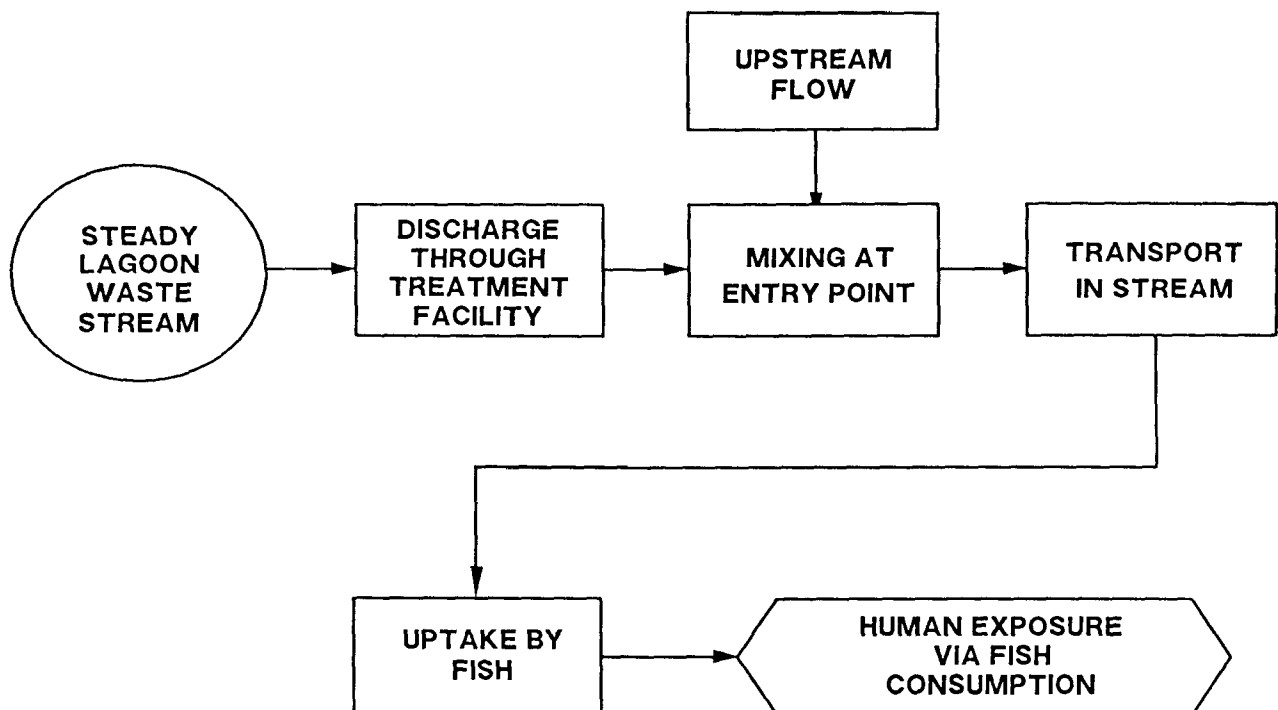 UPSTREAM
FLOW
STEADY
LAGOON
WASTE
STREAM
DISCHARGE
THROUGH
TREATMENT
FACILITY
MIXING AT
ENTRY POINT
TRANSPORT
IN STREAM
UPTAKE BY
FISH
HUMAN EXPOSURE
VIA FISH
CONSUMPTION